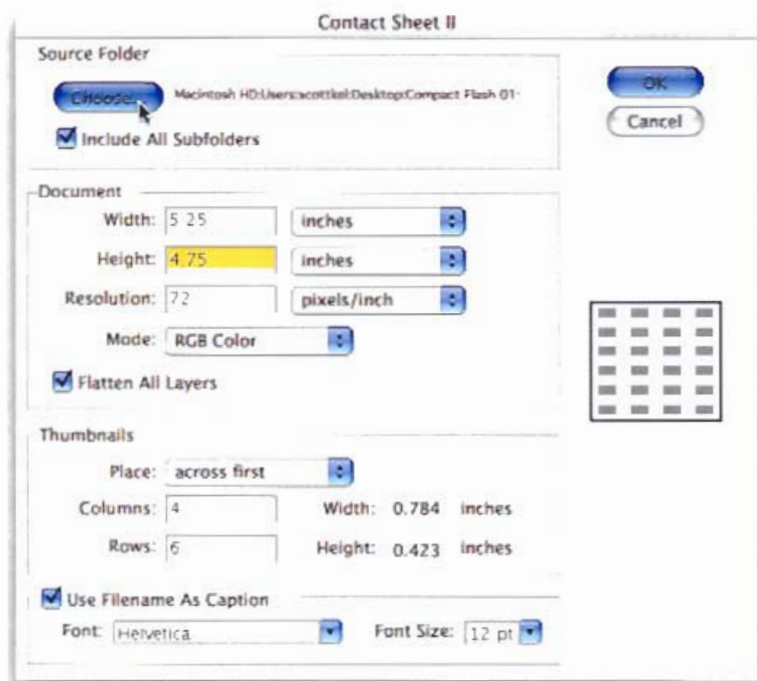 Contact Sheet II
Source Folder
Choose... Macintosh HD:Users:scottkel:Desktop:Compact Flash 01-
OK
Include All Subfolders
Cancel
Document
Width: 5.25 inches
Height: 4.75 inches
Resolution: 72 pixels/inch
Mode: RGB Color
Flatten All Layers
Thumbnails
Place: across first
Columns: 4 Width: 0.784 inches
Rows: 6 Height: 0.423 inches
Use Filename As Caption
Font: Helvetica Font Size: 12 pt